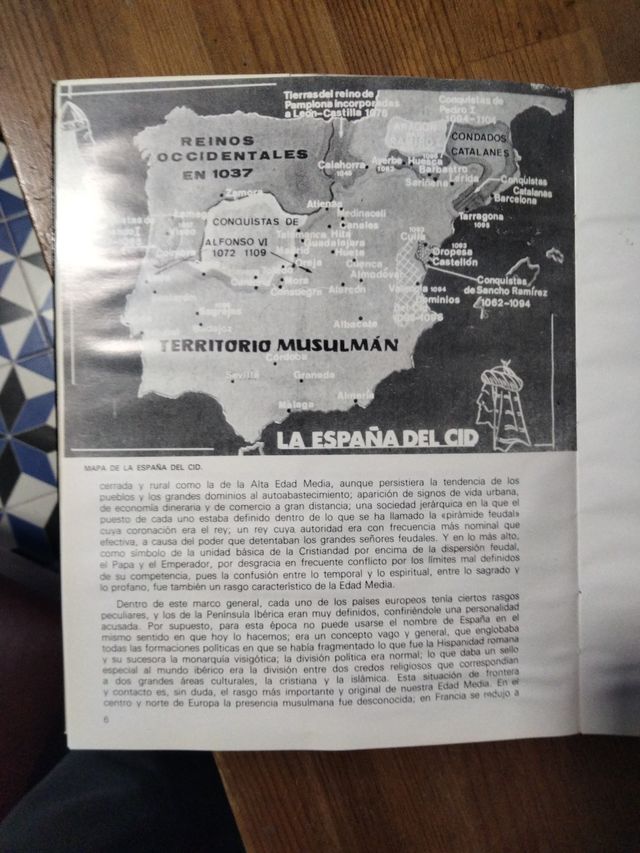 Tierras del reino de
Pamplona incorporadas
a León-Castilla 1076
Conquistas de
Pedro I
1094-1104
REINOS
OCCIDENTALES
EN 1037
CONDADOS
CATALANES
Calahorra
Ayerbe Huesca
1083
Barbastro
Sariñena Lérida
Conquistas
Catalanas
Barcelona
Tarragona
Zamora
Atienza
Medinaceli
Canales
CONQUISTAS DE
ALFONSO VI
1072 1109
Talamanca Hita
Guadalajara
Madrid Huete
Oreja
Cuenca
Mora
Consuegra
Alarcón
Almodóvar
Coimbra
Viseo
Culla
Oropesa
Castellón
Conquistas
de Sancho Ramírez
1062-1094
Valencia 1094
Dominios
Albacete
Badajoz
TERRITORIO MUSULMÁN
Córdoba
Sevilla
Granada
Málaga
Almería
LA ESPAÑA DEL CID
MAPA DE LA ESPAÑA DEL CID.
cerrada y rural como la de la Alta Edad Media, aunque persistiera la tendencia de los
pueblos y los grandes dominios al autoabastecimiento; aparición de signos de vida urbana,
de economía dineraria y de comercio a gran distancia; una sociedad jerárquica en la que el
puesto de cada uno estaba definido dentro de lo que se ha llamado la «pirámide feudal»
cuya coronación era el rey; un rey cuya autoridad era con frecuencia más nominal que
efectiva, a causa del poder que detentaban los grandes señores feudales. Y en lo más alto,
como símbolo de la unidad básica de la Cristiandad por encima de la dispersión feudal,
el Papa y el Emperador, por desgracia en frecuente conflicto por los límites mal definidos
de su competencia, pues la confusión entre lo temporal y lo espiritual, entre lo sagrado y
lo profano, fue también un rasgo característico de la Edad Media.
Dentro de este marco general, cada uno de los países europeos tenía ciertos rasgos
peculiares, y los de la Península Ibérica eran muy definidos, confiriéndole una personalidad
acusada. Por supuesto, para esta época no puede usarse el nombre de España en el
mismo sentido en que hoy lo hacemos; era un concepto vago y general, que englobaba
todas las formaciones políticas en que se había fragmentado lo que fue la Hispanidad romana
y su sucesora la monarquía visigótica; la división política era normal; lo que daba un sello
especial al mundo ibérico era la división entre dos credos religiosos que correspondían
a dos grandes áreas culturales, la cristiana y la islámica. Esta situación de frontera
y contacto es, sin duda, el rasgo más importante y original de nuestra Edad Media. En el
centro y norte de Europa la presencia musulmana fue desconocida; en Francia se redujo a
6